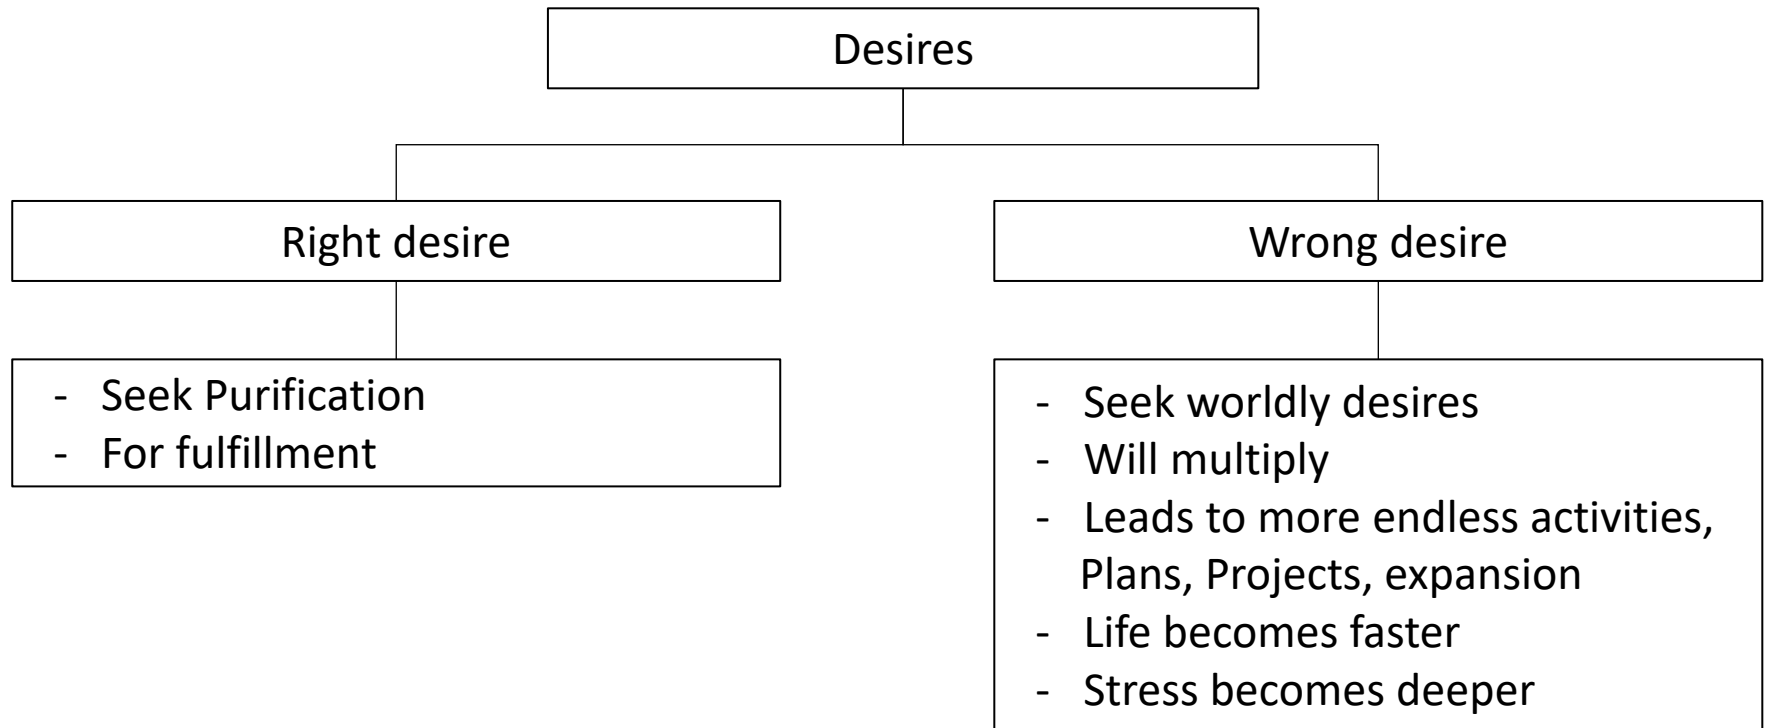 Desires
Right desire
Wrong desire
- Seek Purification
- For fulfillment
- Seek worldly desires
- Will multiply
- Leads to more endless activities,
Plans, Projects, expansion
- Life becomes faster
- Stress becomes deeper